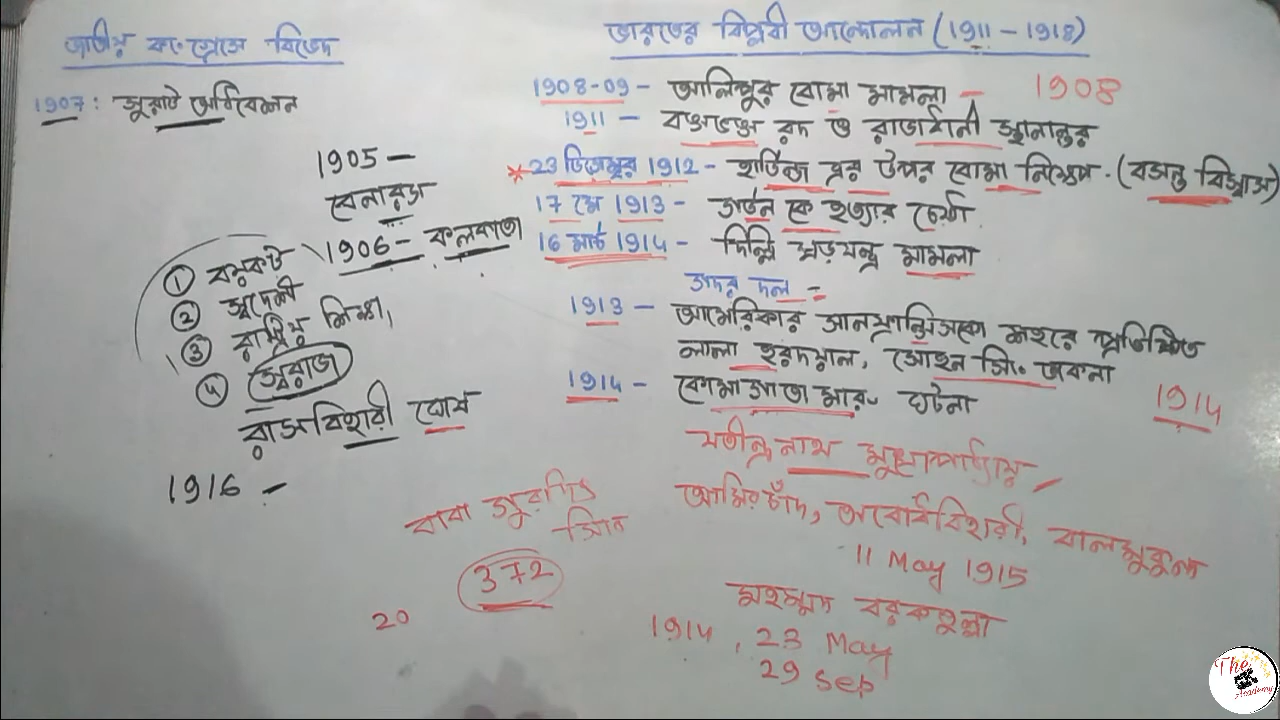 জাতীয় কংগ্রেসে বিভেদ
1907: সুরাট অধিবেশন
1905 –
বেনারস
1906 – কলকাতা
① বয়কট
② স্বদেশী
③ রাষ্ট্রিয় শিক্ষা,
④ স্বরাজ
রাসবিহারী ঘোষ
1916 –
ভারতের বিপ্লবী আন্দোলন (1911 – 1918)
1908-09 – আলিপুর বোমা মামলা – 1908
1911 – বঙ্গভঙ্গ রদ ও রাজধানী স্থানান্তর
* 23 ডিসেম্বর 1912 – হার্ডিঞ্জ এর উপর বোমা নিক্ষেপ. (বসন্ত বিশ্বাস)
17 মে 1913 – গর্ডন কে হত্যার চেষ্টা
16 মার্চ 1914 – দিল্লি ষড়যন্ত্র মামলা
গদর দল –
1913 – আমেরিকার সানফ্রান্সিসকো শহরে প্রতিষ্ঠিত
লালা হরদয়াল, সোহন সিং ভকনা
1914 – কোমাগাতা মারু ঘটনা 1914
যতীন্দ্রনাথ মুখোপাধ্যায়
আমির চাঁদ, অবোধবিহারী, বালমুকুন্দ
11 May 1915
বাবা গুরদিত
সিং
372
20
মহম্মদ বরকতুল্লা
1914, 23 May
29 Sep
The
Academy